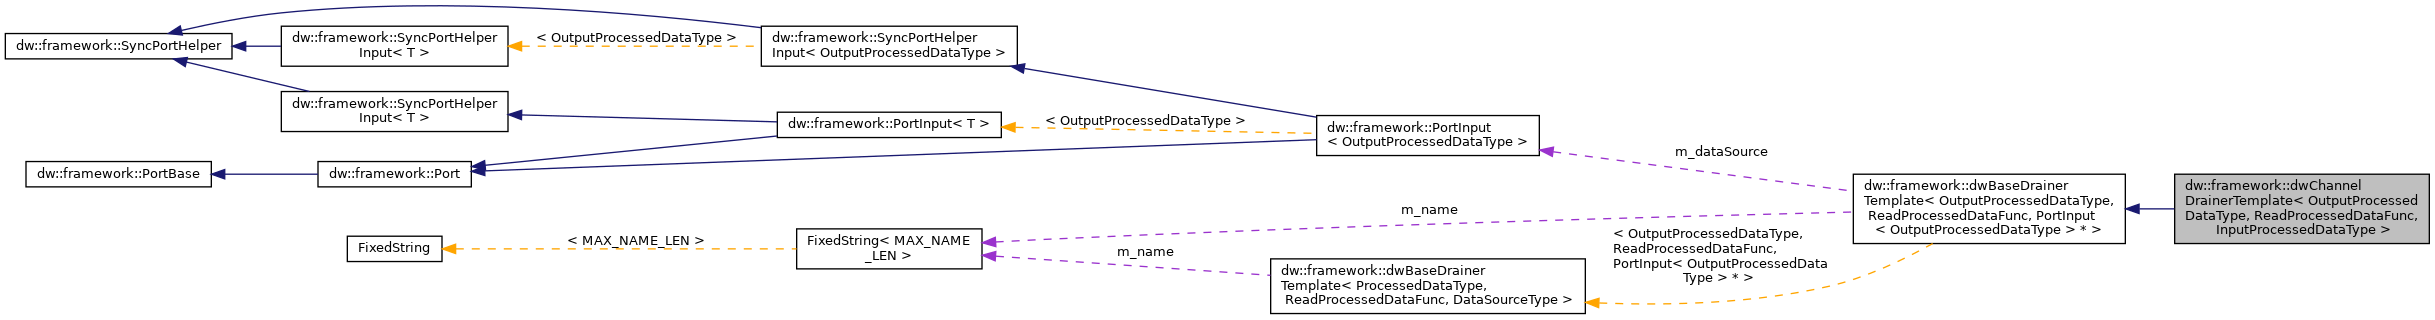 dw::framework::SyncPortHelper
dw::framework::SyncPortHelper
Input< T >
< OutputProcessedDataType >
dw::framework::SyncPortHelper
Input< OutputProcessedDataType >
dw::framework::SyncPortHelper
Input< T >
dw::framework::PortInput< T >
< OutputProcessedDataType >
dw::framework::PortInput
< OutputProcessedDataType >
m_dataSource
dw::framework::PortBase
dw::framework::Port
dw::framework::dwBaseDrainer
Template< OutputProcessedDataType,
ReadProcessedDataFunc, PortInput
< OutputProcessedDataType > * >
dw::framework::dwChannel
DrainerTemplate< OutputProcessed
DataType, ReadProcessedDataFunc,
InputProcessedDataType >
m_name
FixedString
< MAX_NAME_LEN >
FixedString< MAX_NAME
_LEN >
m_name
< OutputProcessedDataType,
ReadProcessedDataFunc,
PortInput< OutputProcessedData
Type > * >
dw::framework::dwBaseDrainer
Template< ProcessedDataType,
ReadProcessedDataFunc, DataSourceType >